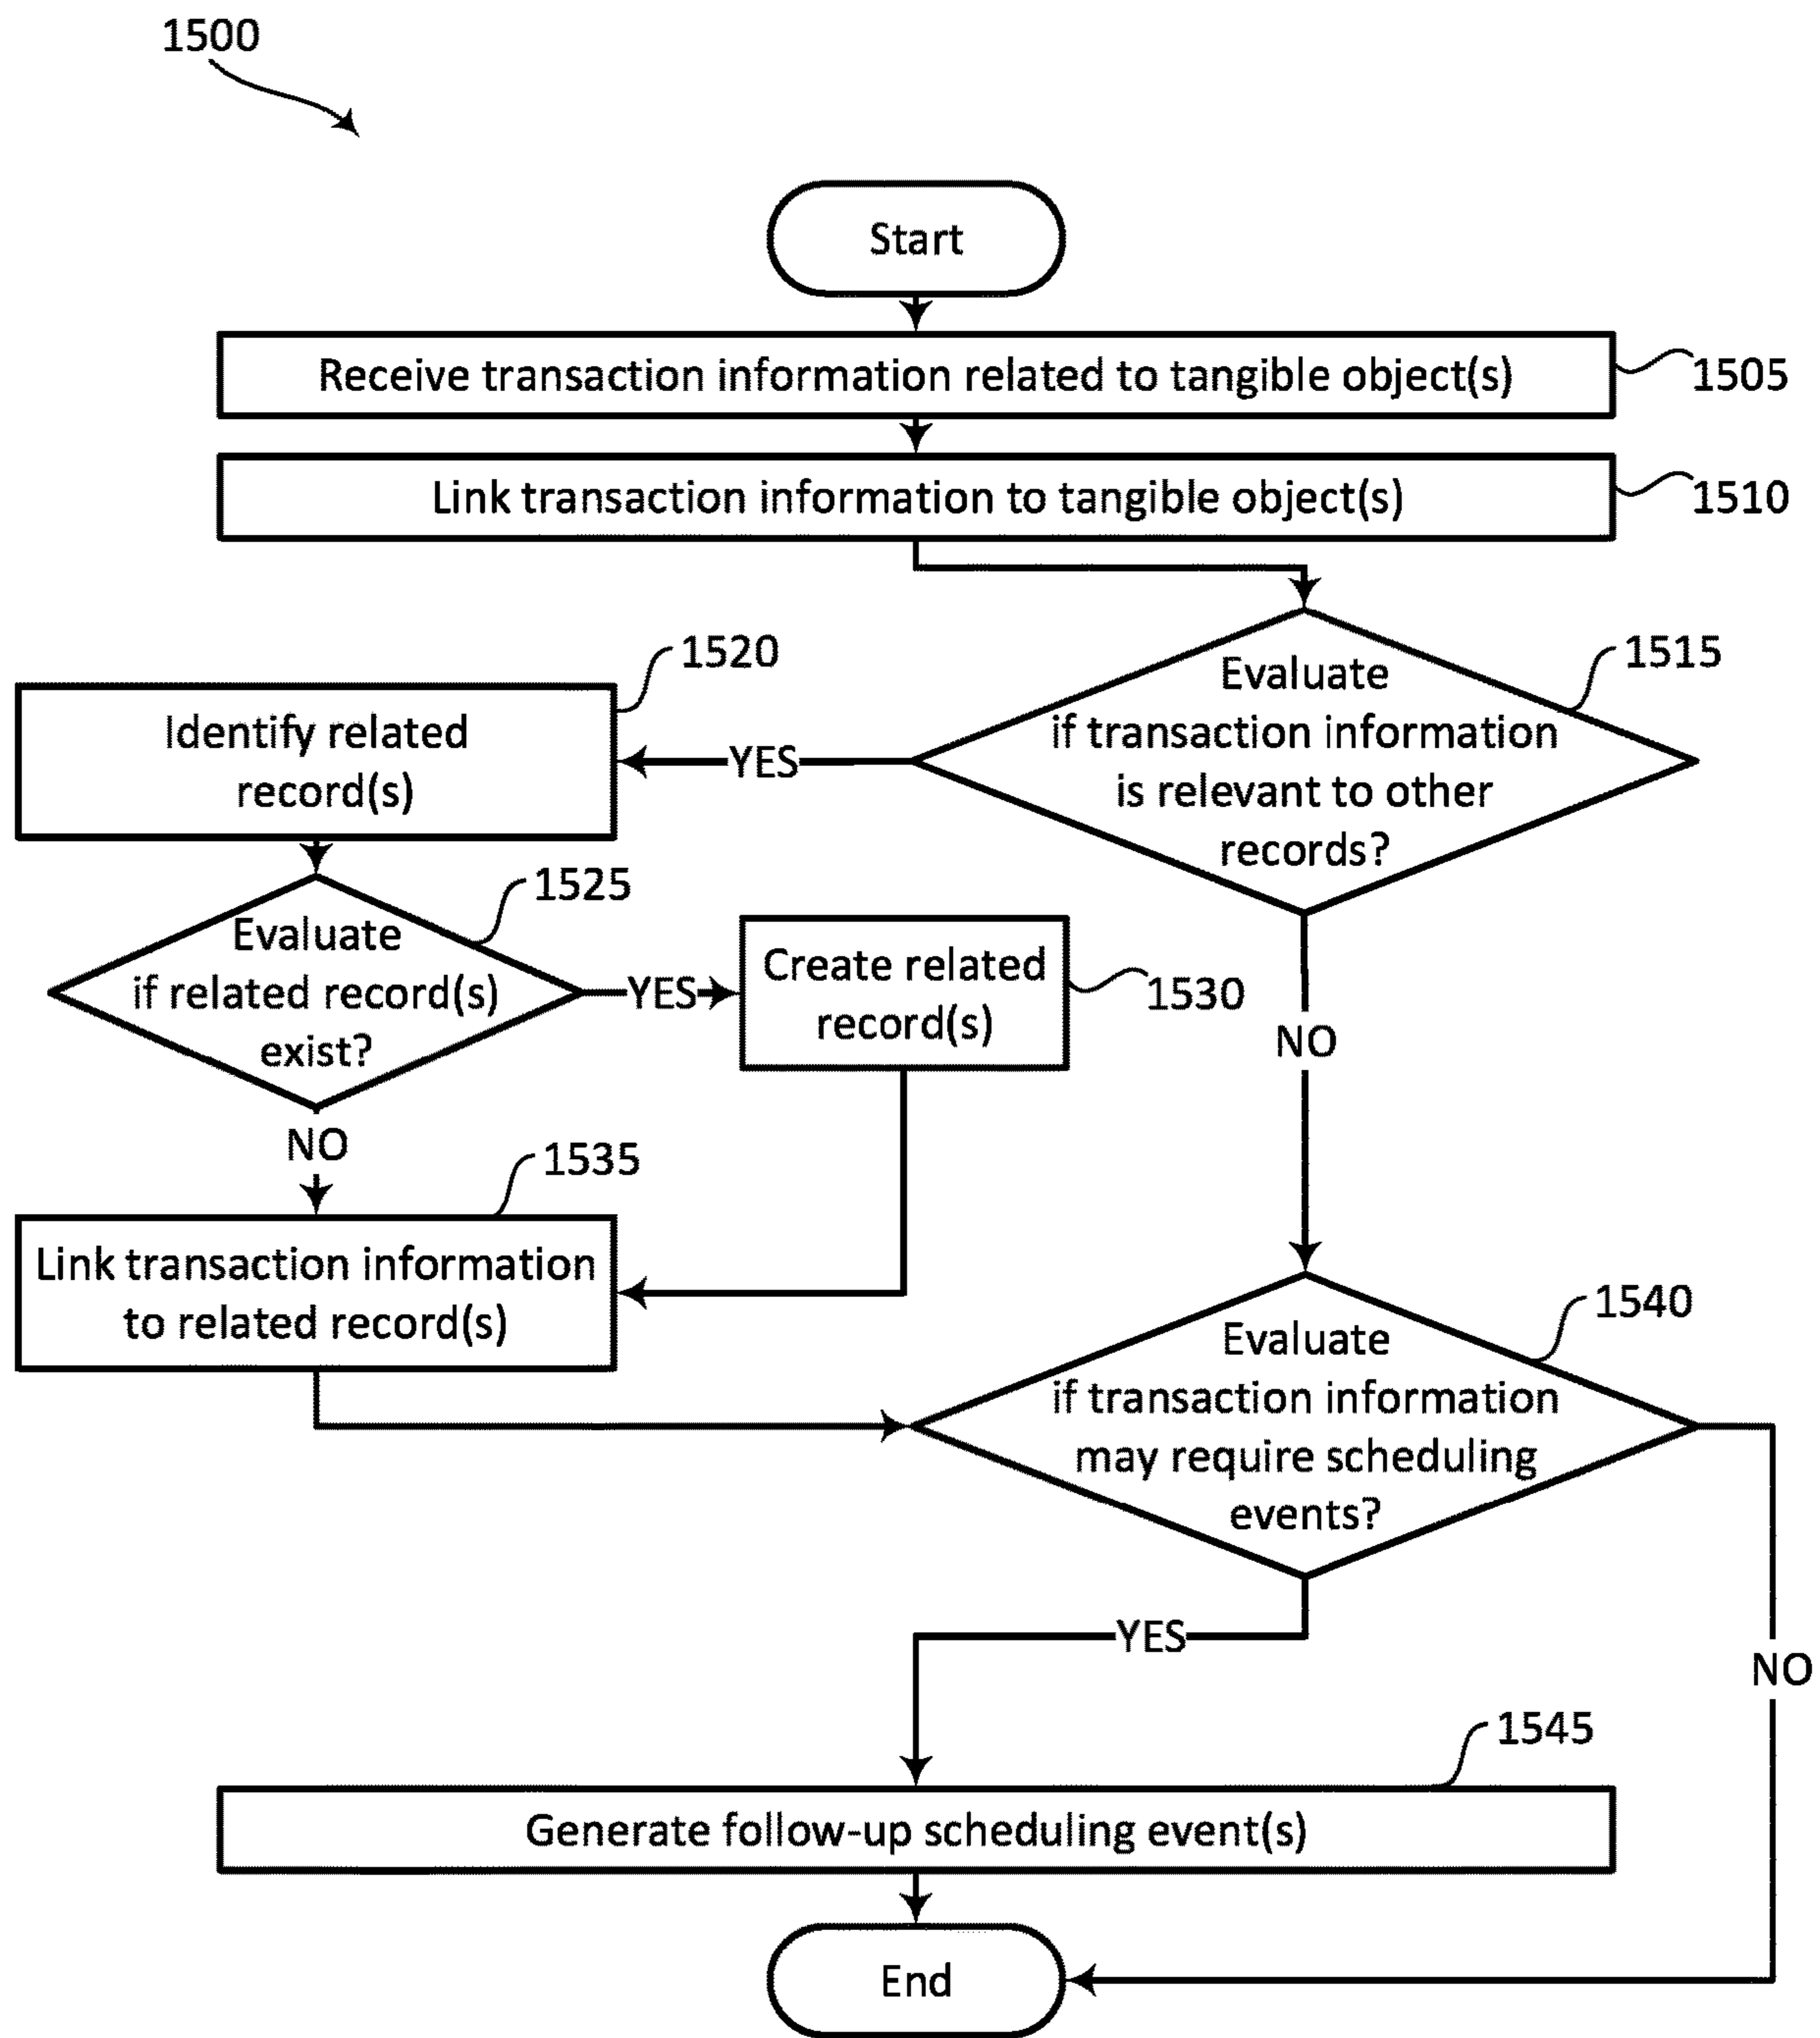 1500
Start
Receive transaction information related to tangible object(s)
1505
Link transaction information to tangible object(s)
1510
1515
Evaluate
if transaction information
is relevant to other
records?
YES
1520
Identify related
record(s)
1525
Evaluate
if related record(s)
exist?
YES
Create related
record(s)
1530
NO
NO
1535
Link transaction information
to related record(s)
1540
Evaluate
if transaction information
may require scheduling
events?
YES
NO
1545
Generate follow-up scheduling event(s)
End